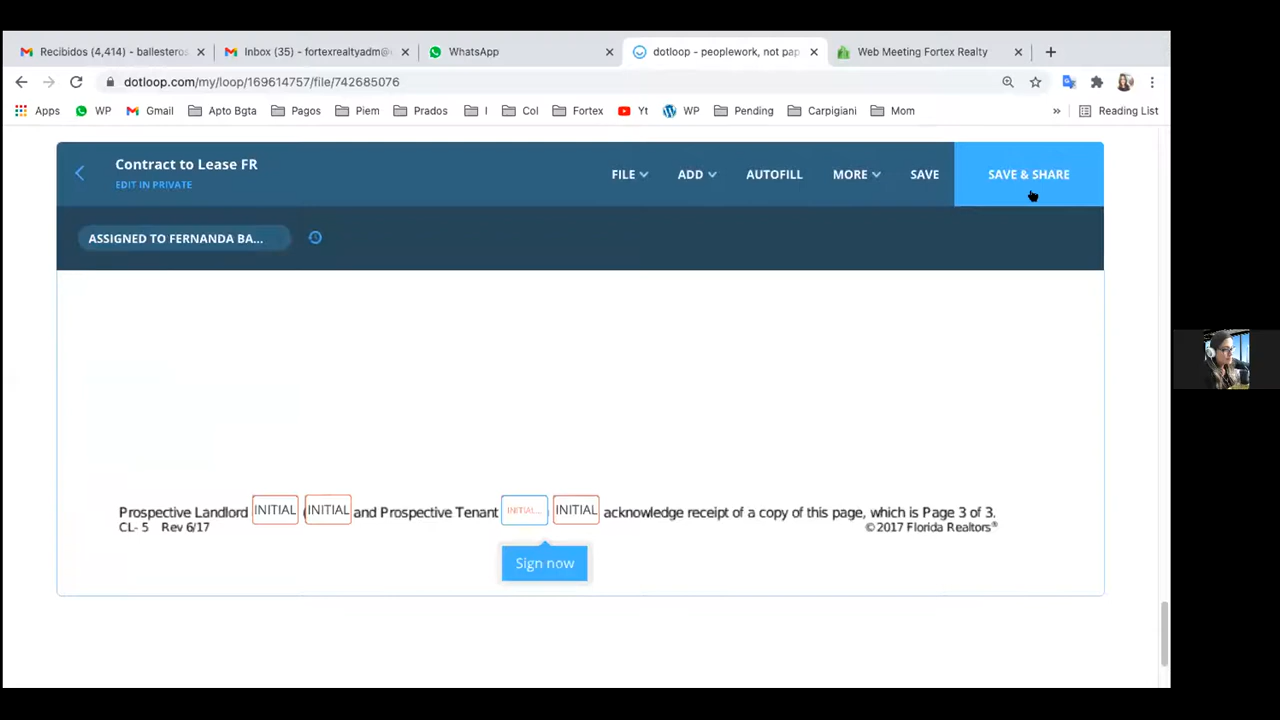 Recibidos (4,414) - ballesteros
Inbox (35) - fortexrealtyadm@
WhatsApp
dotloop - peoplework, not pap
Web Meeting Fortex Realty
dotloop.com/my/loop/169614757/file/742685076
Apps
WP
Gmail
Apto Bgta
Pagos
Piem
Prados
I
Col
Fortex
Yt
WP
Pending
Carpigiani
Mom
»
Reading List
Contract to Lease FR
EDIT IN PRIVATE
FILE
ADD
AUTOFILL
MORE
SAVE
SAVE & SHARE
ASSIGNED TO FERNANDA BA...
Prospective Landlord INITIAL (INITIAL and Prospective Tenant INITIAL... INITIAL acknowledge receipt of a copy of this page, which is Page 3 of 3.
CL- 5 Rev 6/17 © 2017 Florida Realtors®
Sign now